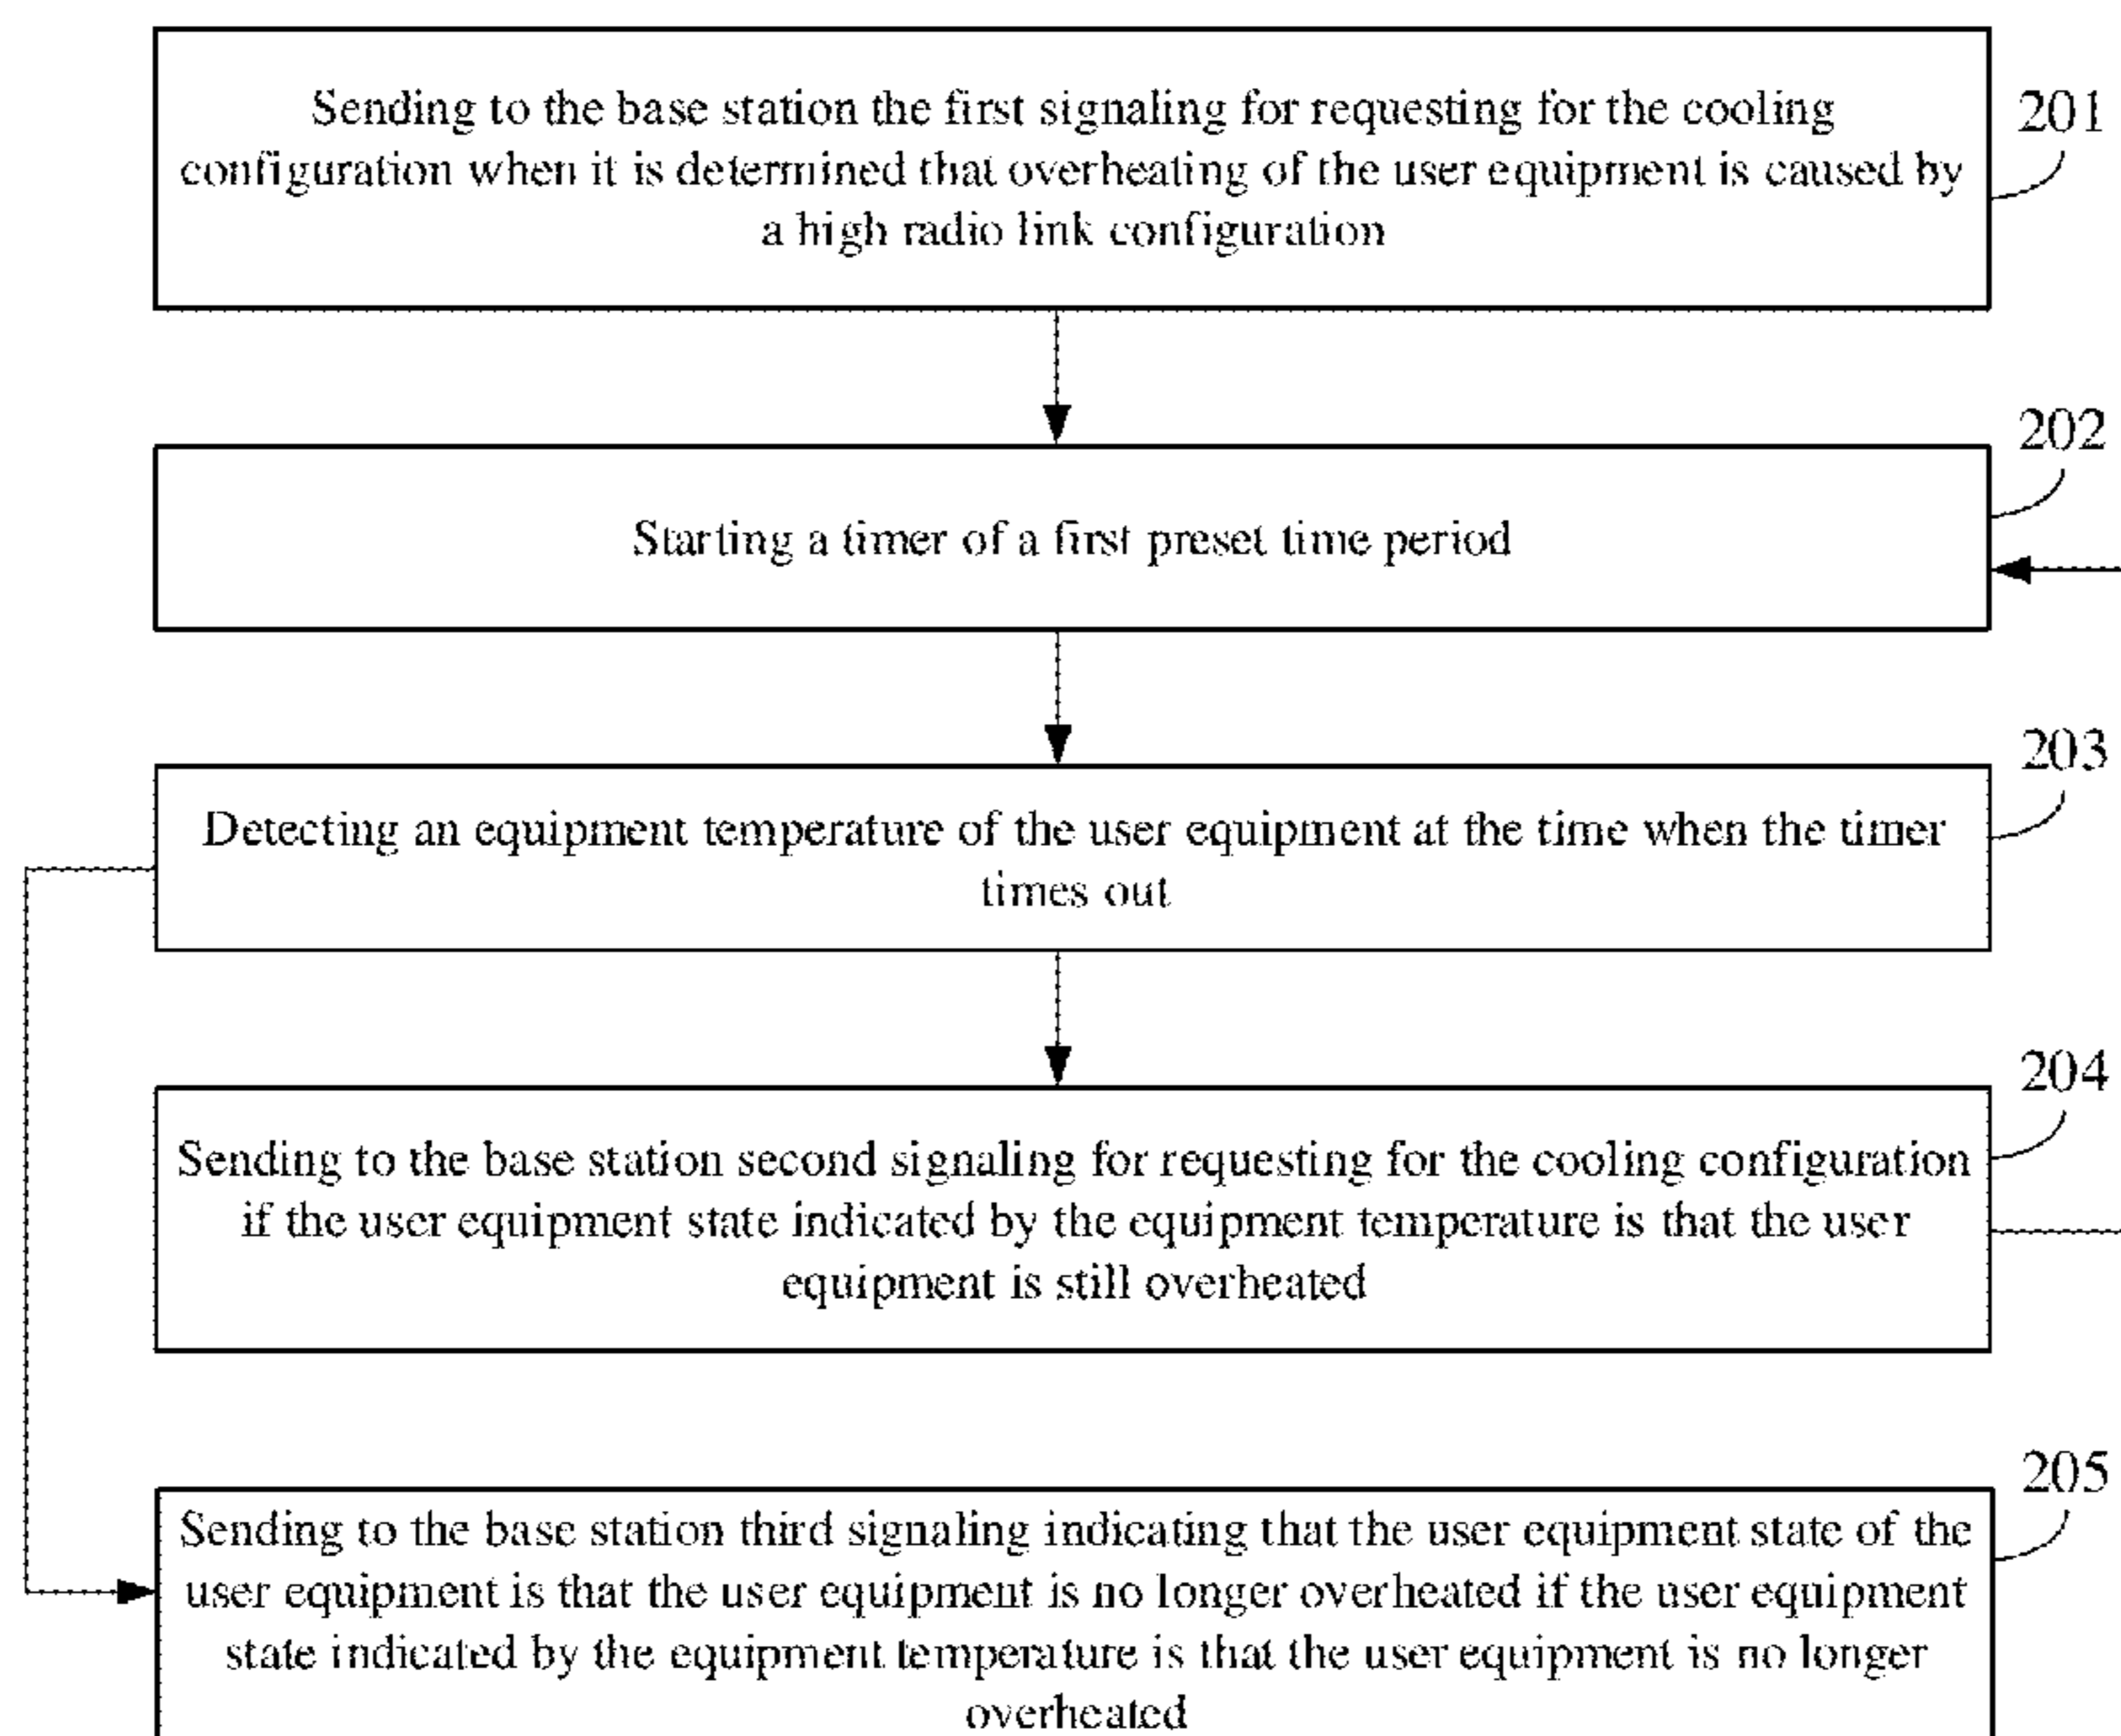 Sending to the base station the first signaling for requesting for the cooling
configuration when it is determined that overheating of the user equipment is caused by
a high radio link configuration
201
Starting a timer of a first preset time period
202
Detecting an equipment temperature of the user equipment at the time when the timer
times out
203
Sending to the base station second signaling for requesting for the cooling configuration
if the user equipment state indicated by the equipment temperature is that the user
equipment is still overheated
204
Sending to the base station third signaling indicating that the user equipment state of the
user equipment is that the user equipment is no longer overheated if the user equipment
state indicated by the equipment temperature is that the user equipment is no longer
overheated
205